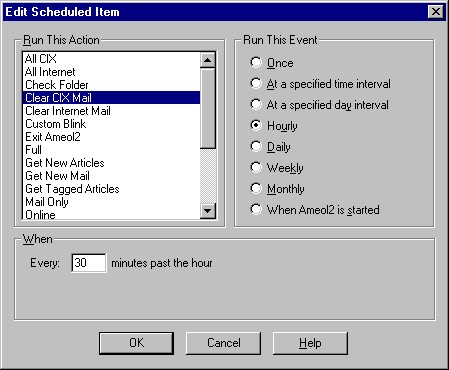 Edit Scheduled Item
Run This Action
All CIX
All Internet
Check Folder
Clear CIX Mail
Clear Internet Mail
Custom Blink
Exit Ameol2
Full
Get New Articles
Get New Mail
Get Tagged Articles
Mail Only
Online
Run This Event
Once
At a specified time interval
At a specified day interval
Hourly
Daily
Weekly
Monthly
When Ameol2 is started
When
Every: 30 minutes past the hour
OK Cancel Help